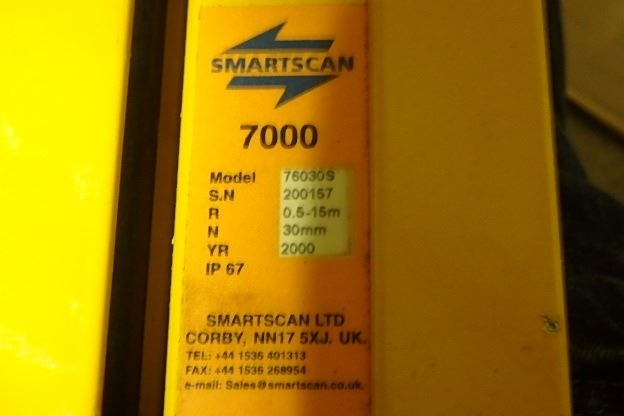 SMARTSCAN
7000
Model 76030S
S.N 200157
R 0.5-15m
N 30mm
YR 2000
IP 67
SMARTSCAN LTD
CORBY, NN17 5XJ. UK.
TEL: +44 1536 401313
FAX: +44 1536 268954
e-mail: Sales@smartscan.co.uk